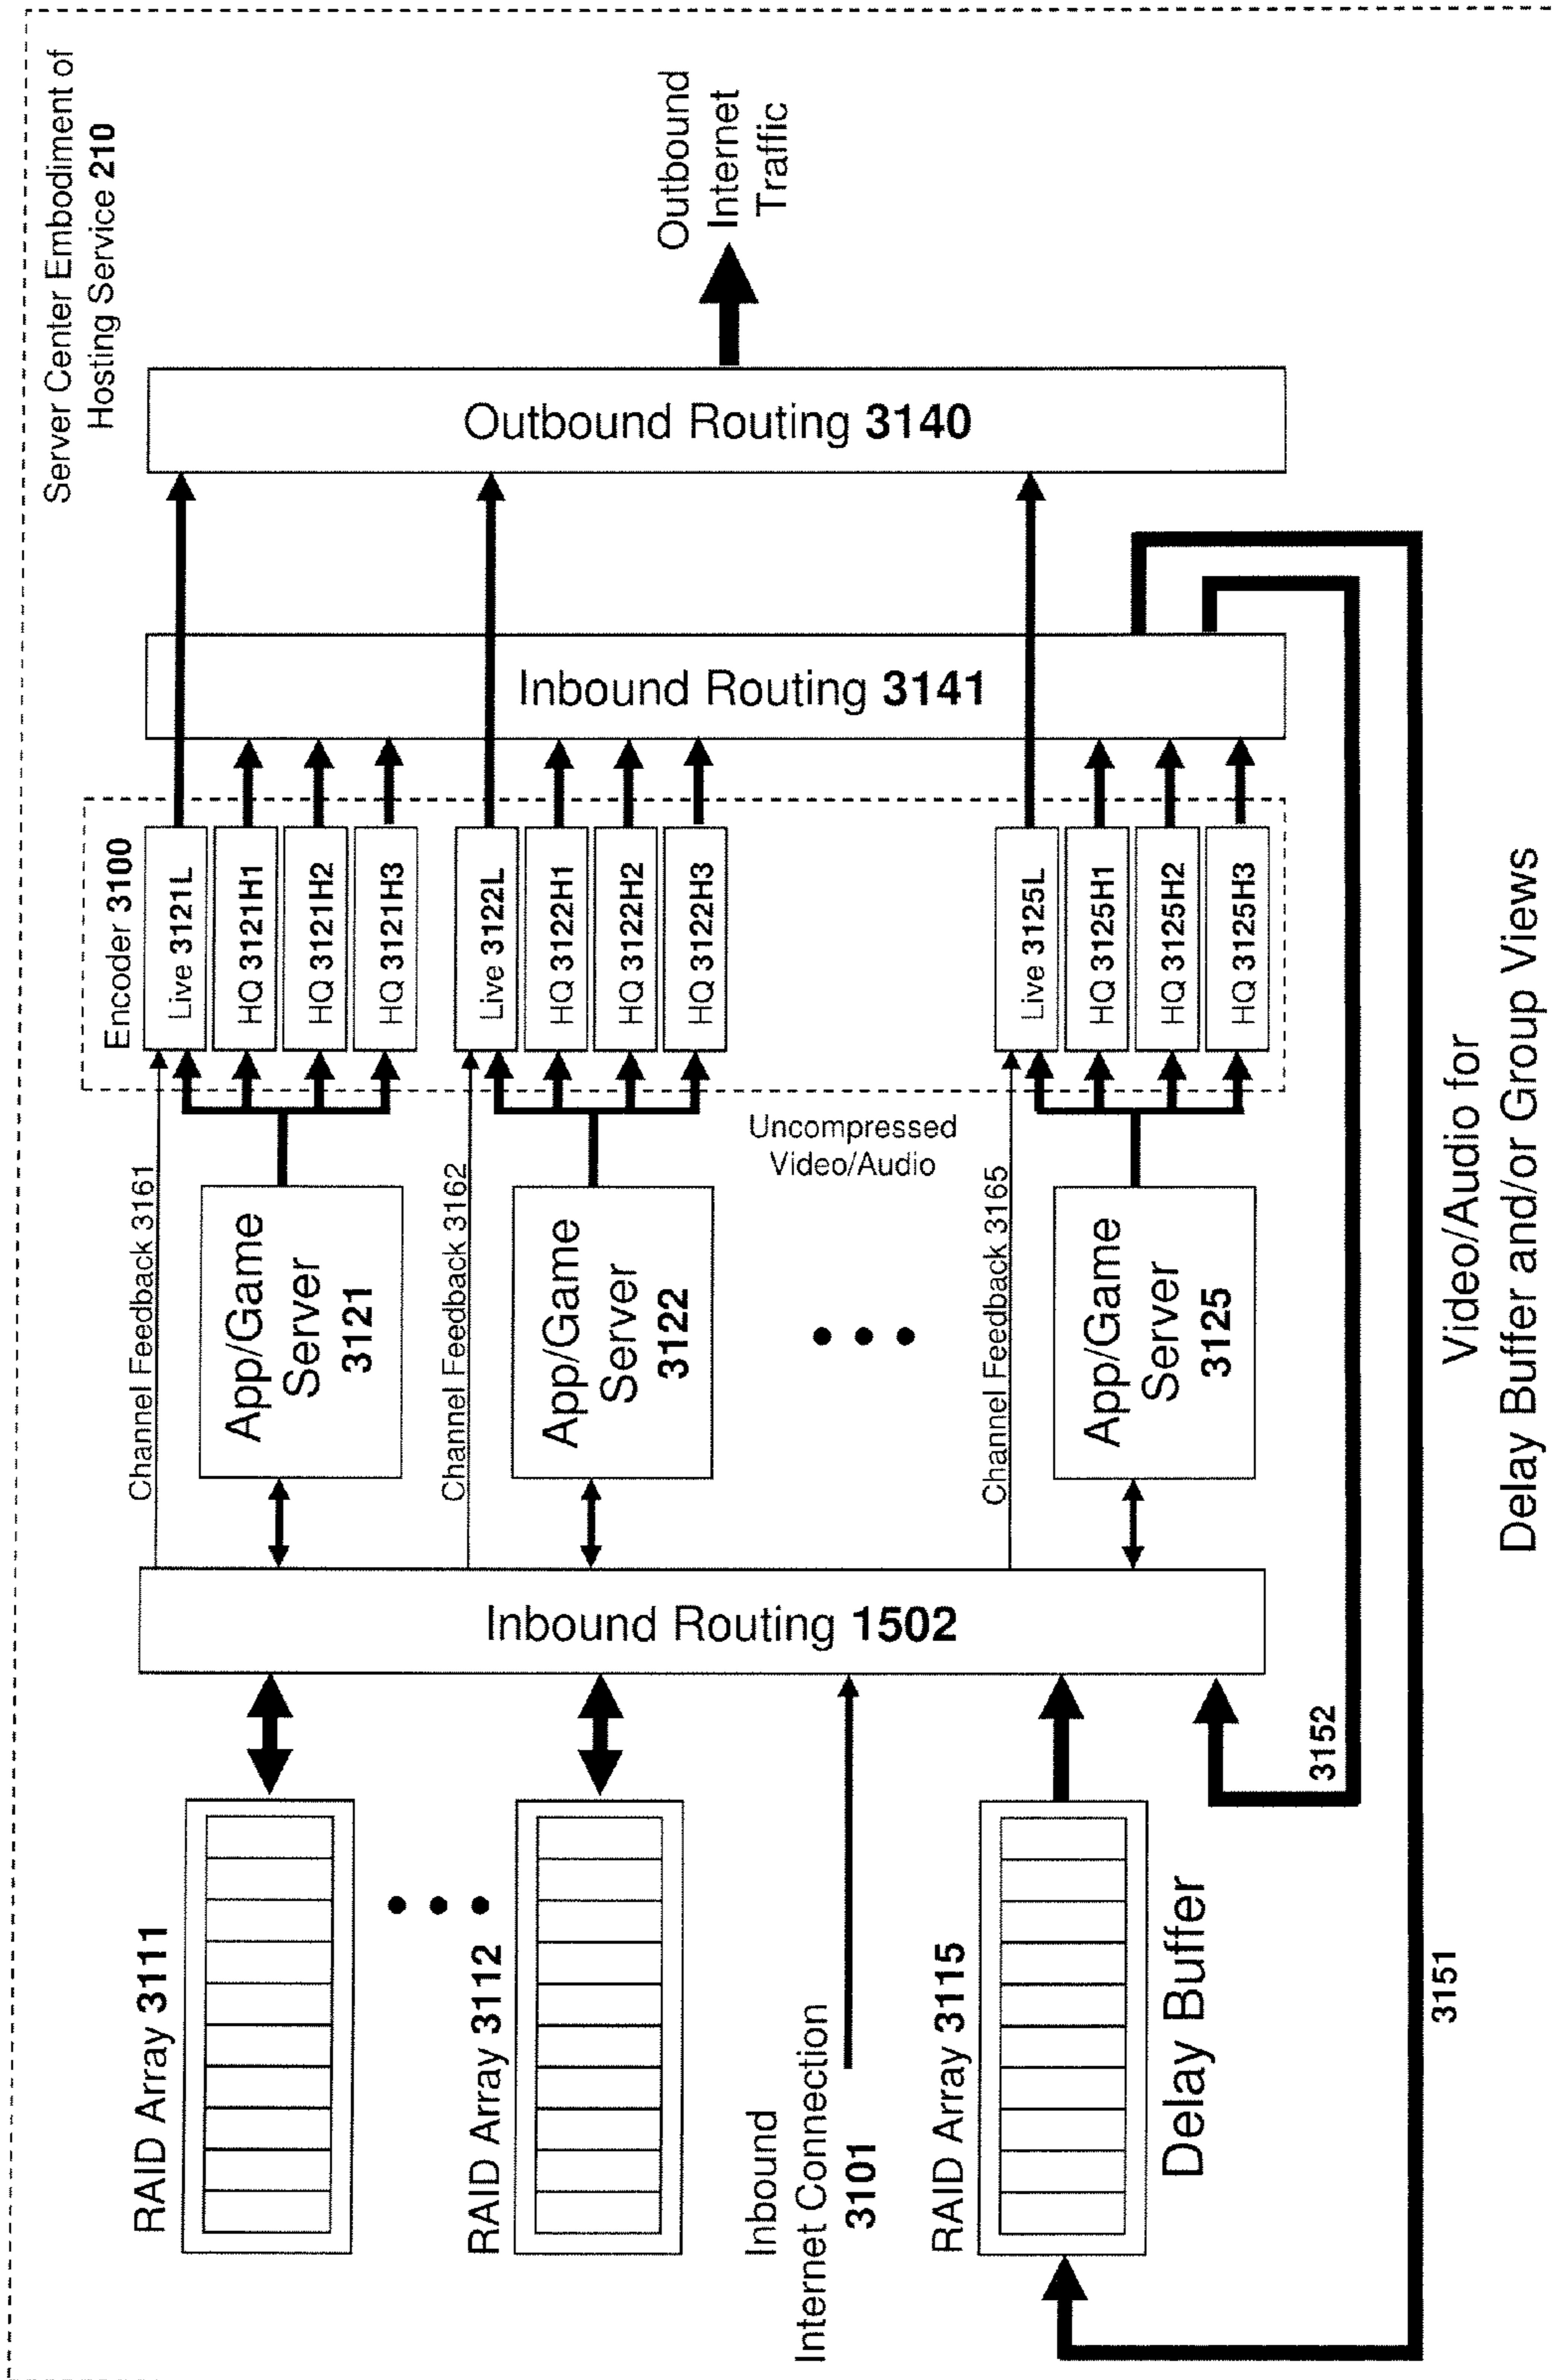 Server Center Embodiment of
Hosting Service 210
RAID Array 3111
RAID Array 3112
Inbound
Internet Connection
3101
RAID Array 3115
Delay Buffer
Inbound Routing 1502
Channel Feedback 3161
App/Game
Server
3121
Channel Feedback 3162
App/Game
Server
3122
Channel Feedback 3165
App/Game
Server
3125
Uncompressed
Video/Audio
Encoder 3100
Live 3121L
HQ 3121H1
HQ 3121H2
HQ 3121H3
Live 3122L
HQ 3122H1
HQ 3122H2
HQ 3122H3
Live 3125L
HQ 3125H1
HQ 3125H2
HQ 3125H3
Inbound Routing 3141
Outbound Routing 3140
Outbound
Internet
Traffic
3152
3151
Video/Audio for
Delay Buffer and/or Group Views